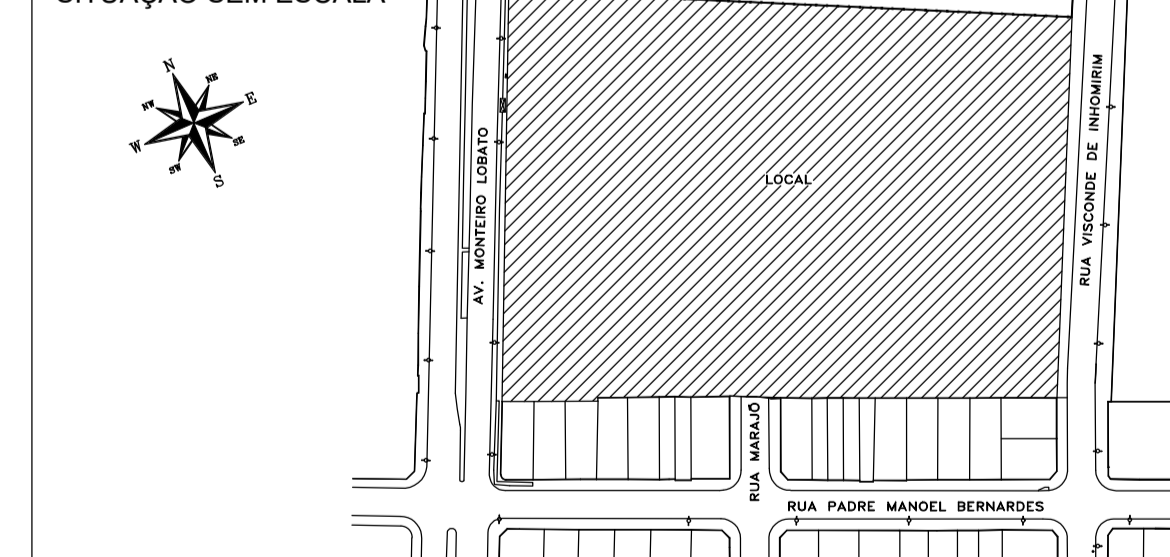 SITUAÇÃO SEM ESCALA
N
NE
E
SE
S
SW
W
NW
AV. MONTEIRO LOBATO
LOCAL
RUA VISCONDE DE INHOMIRIM
RUA MARAJÓ
RUA PADRE MANOEL BERNARDES